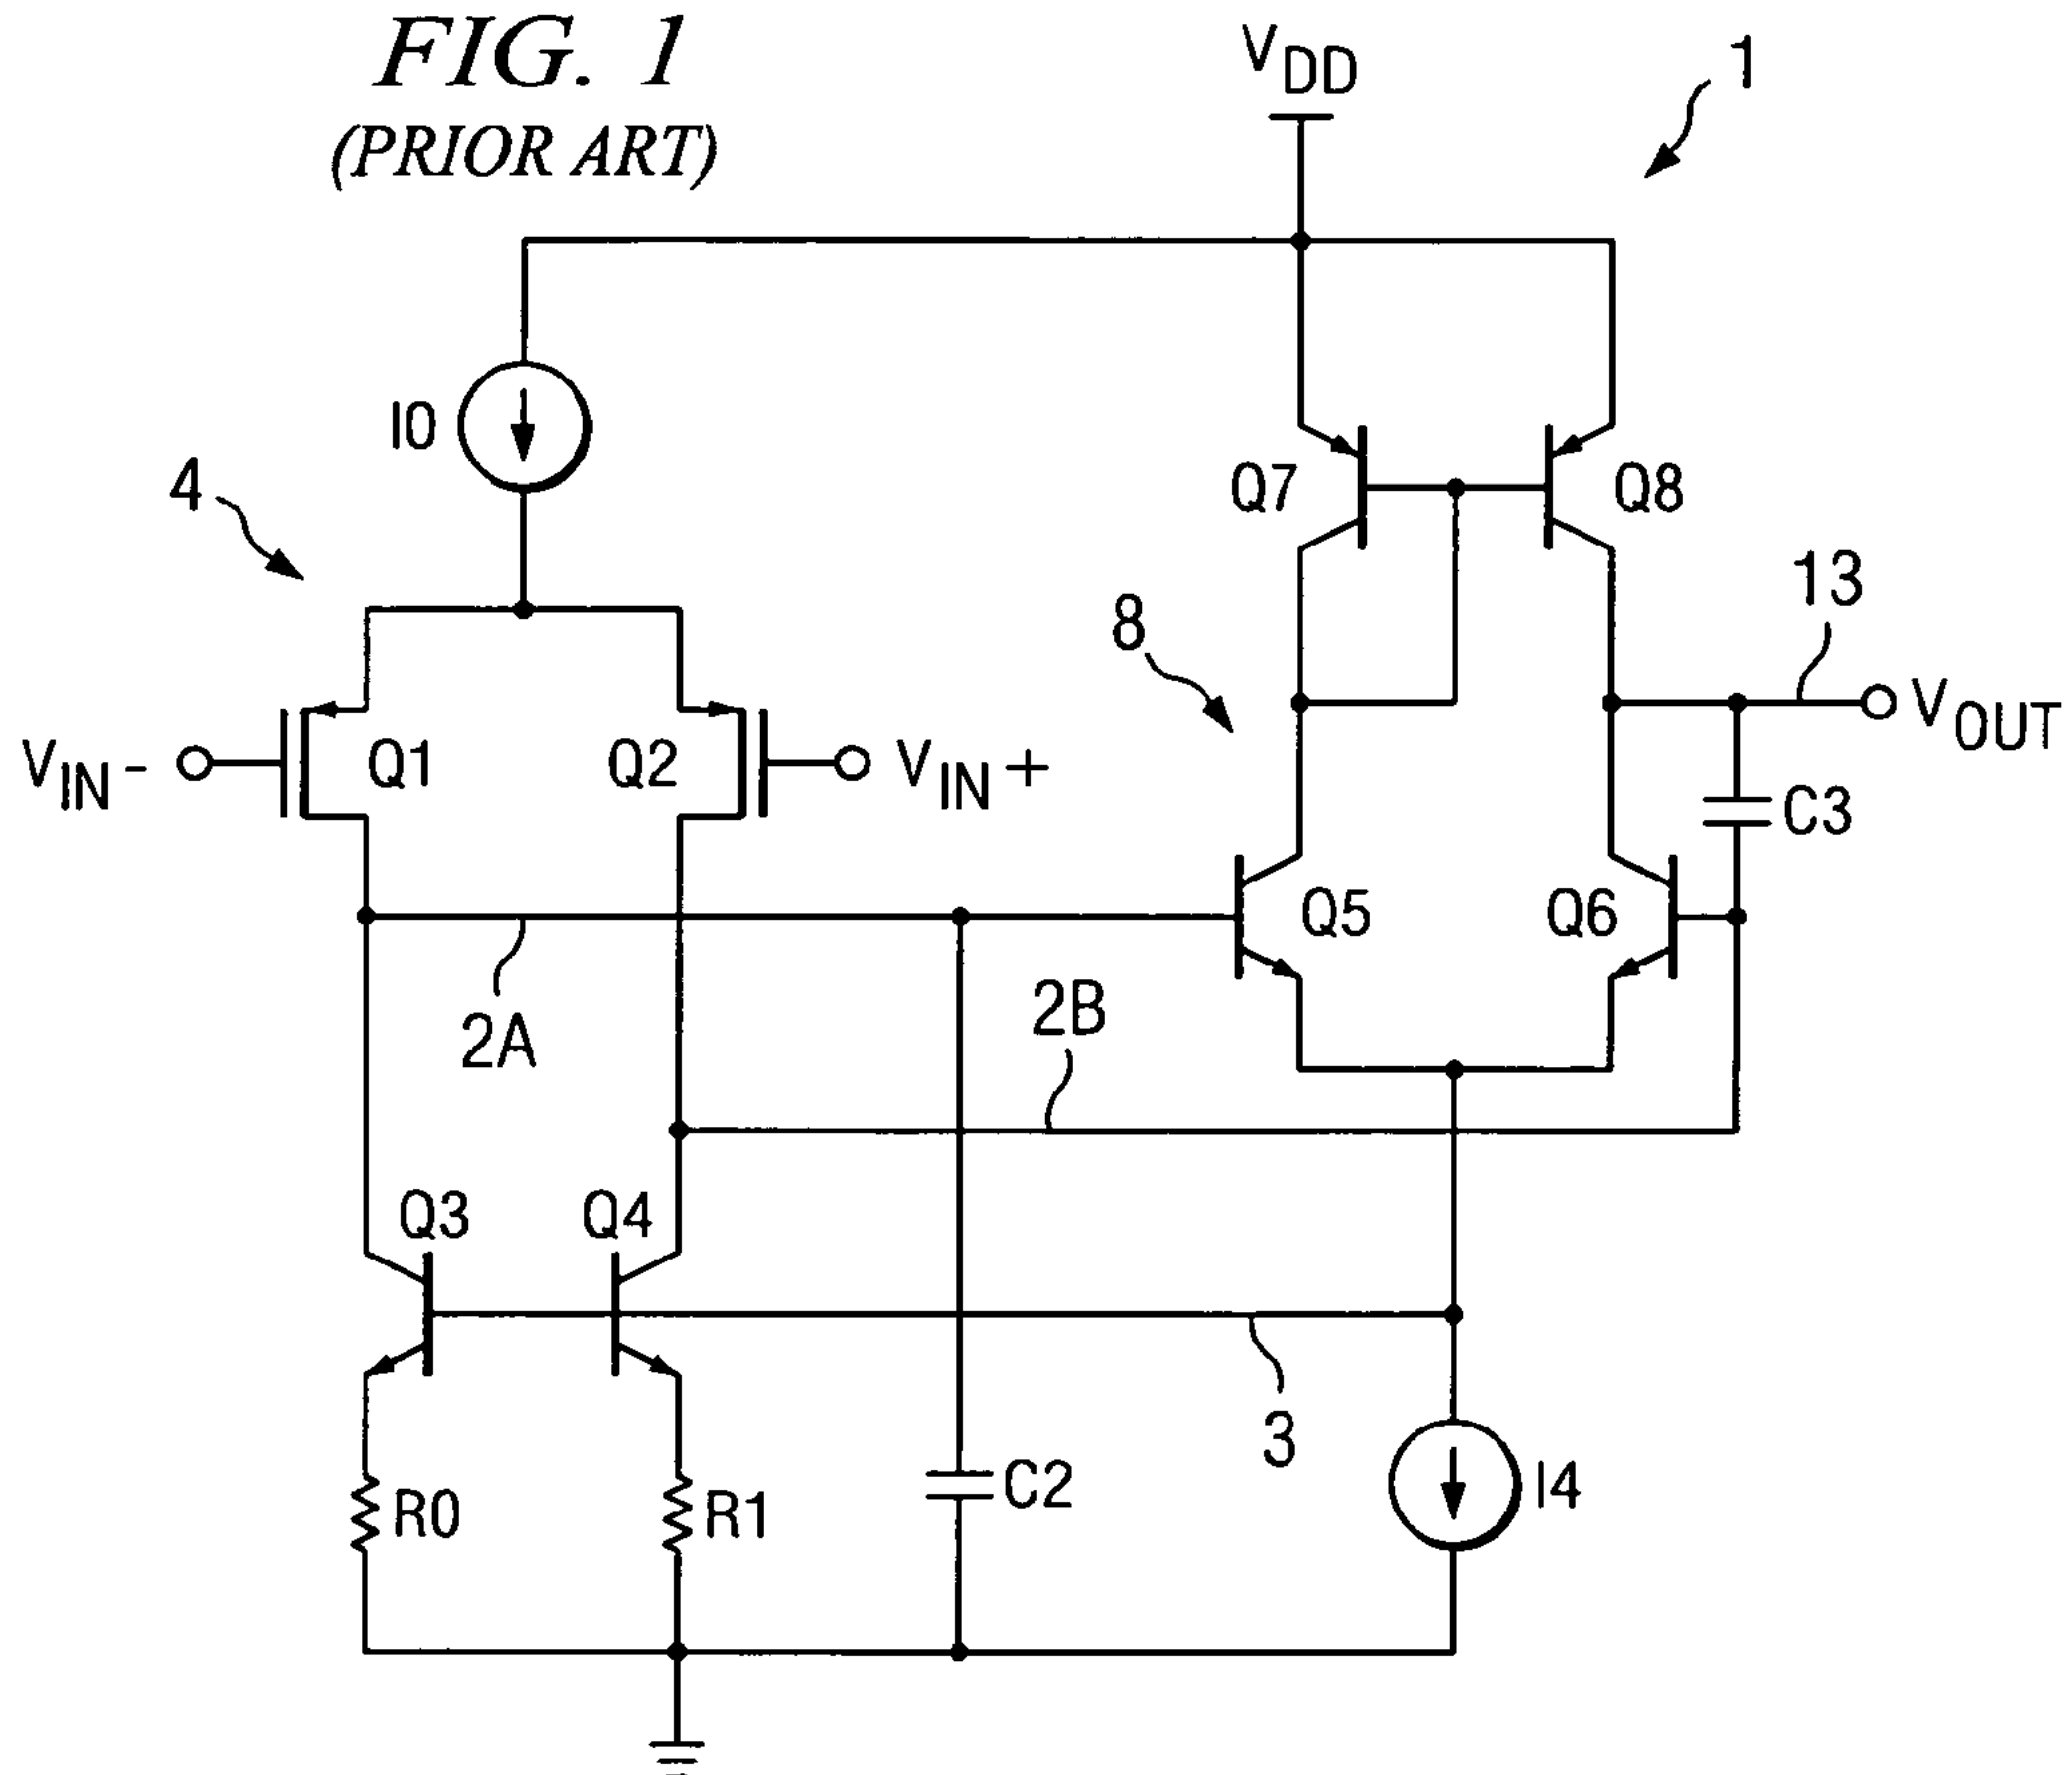 FIG. 1
(PRIOR ART)
VDD
1
I0
4
Q7
Q8
13
8
VOUT
VIN-
Q1
Q2
VIN+
C3
Q5
Q6
2A
2B
Q3
Q4
3
R0
R1
C2
I4